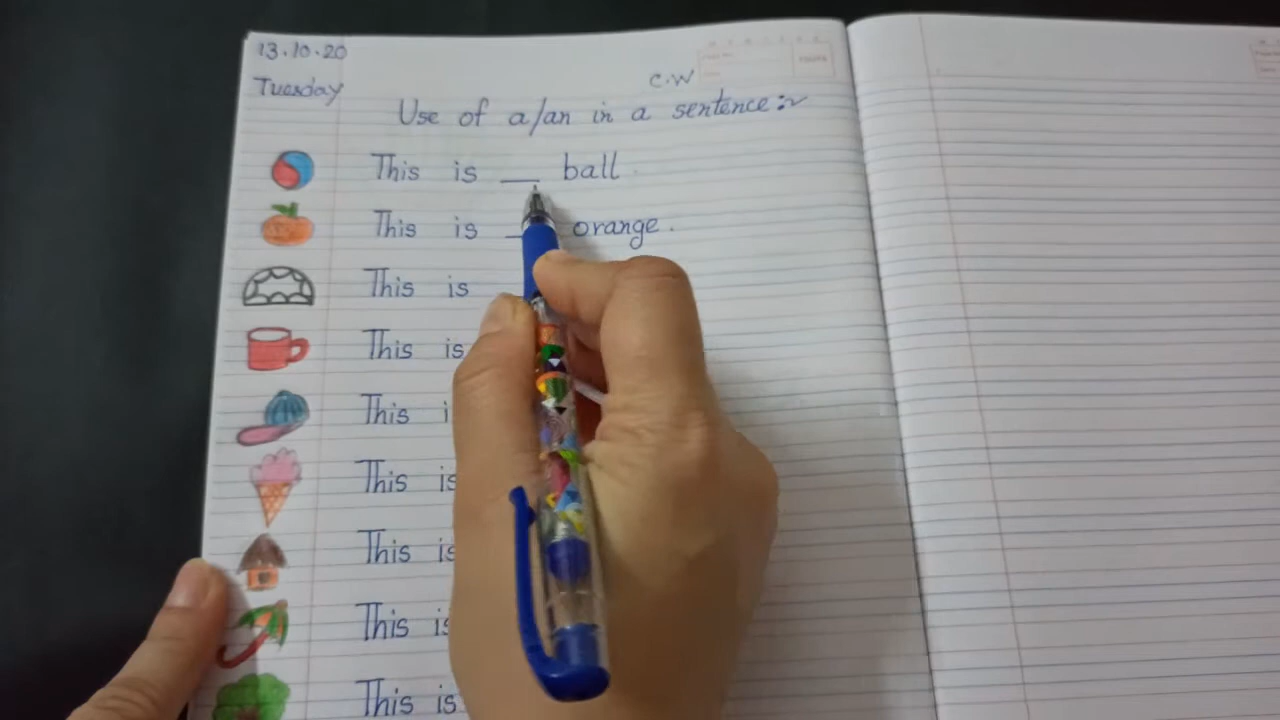 13.10.20
Tuesday
C.W
Use of a/an in a sentence:~
This is __ ball.
This is __ orange.
This is
This is
This
This is
This is
This is
This is